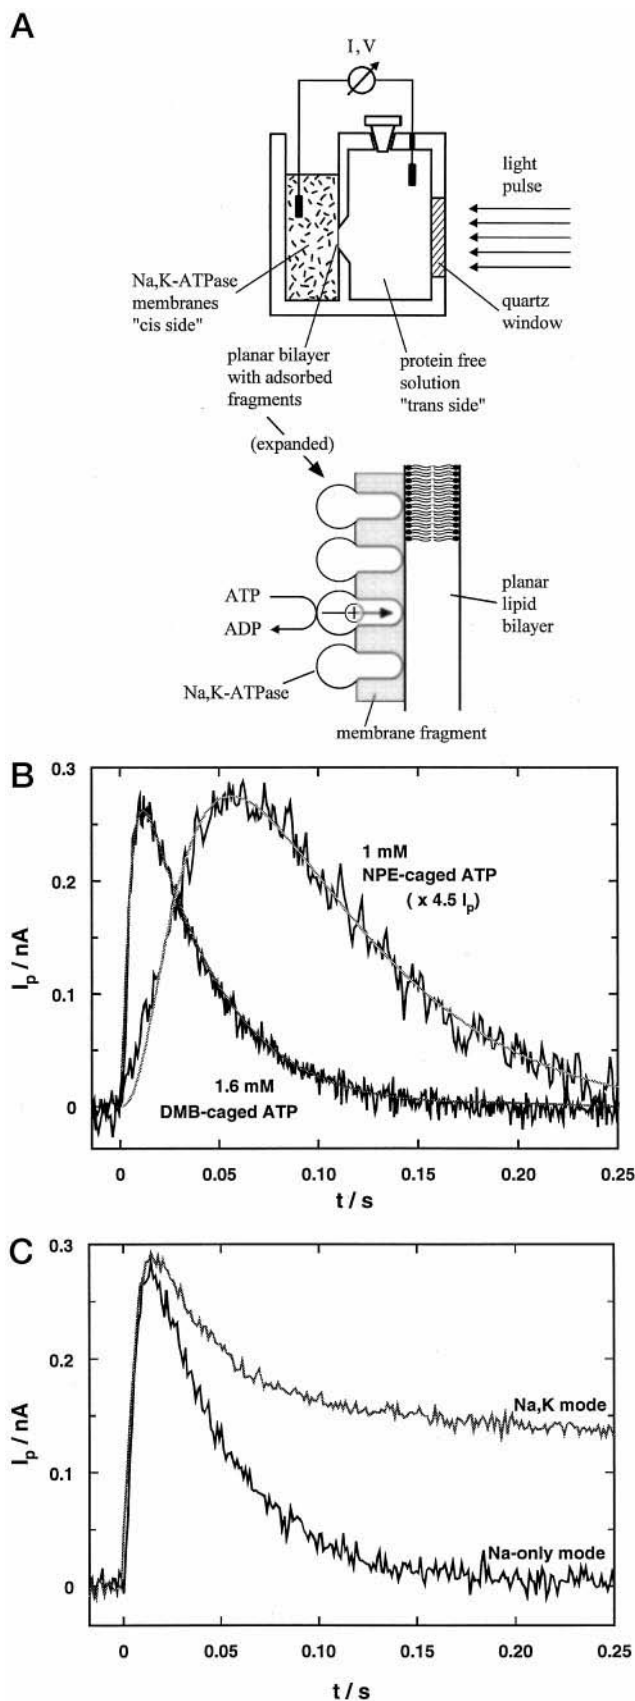 A
I, V
light
pulse
Na,K-ATPase
membranes
"cis side"
quartz
window
planar bilayer
with adsorbed
fragments
protein free
solution
"trans side"
(expanded)
ATP
ADP
+
planar
lipid
bilayer
Na,K-ATPase
membrane fragment
B
0.3
0.2
0.1
0
Ip / nA
1 mM
NPE-caged ATP
( x 4.5 Ip)
1.6 mM
DMB-caged ATP
0 0.05 0.10 0.15 0.20 0.25
t / s
C
0.3
0.2
0.1
0
Ip / nA
Na,K mode
Na-only mode
0 0.05 0.10 0.15 0.20 0.25
t / s